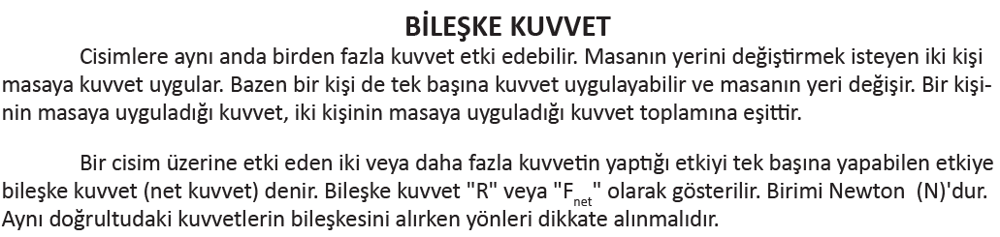 BİLEŞKE KUVVET
Cisimlere aynı anda birden fazla kuvvet etki edebilir. Masanın yerini değiştirmek isteyen iki kişi
masaya kuvvet uygular. Bazen bir kişi de tek başına kuvvet uygulayabilir ve masanın yeri değişir. Bir kişi-
nin masaya uyguladığı kuvvet, iki kişinin masaya uyguladığı kuvvet toplamına eşittir.
Bir cisim üzerine etki eden iki veya daha fazla kuvvetin yaptığı etkiyi tek başına yapabilen etkiye
bileşke kuvvet (net kuvvet) denir. Bileşke kuvvet "R" veya "Fnet" olarak gösterilir. Birimi Newton (N)'dur.
Aynı doğrultudaki kuvvetlerin bileşkesini alırken yönleri dikkate alınmalıdır.